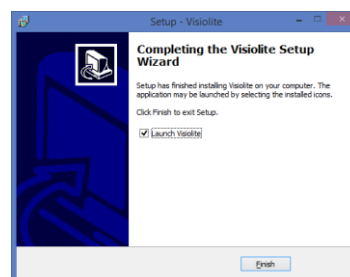 Setup - Visiolite
Completing the Visiolite Setup
Wizard
Setup has finished installing Visiolite on your computer. The
application may be launched by selecting the installed icons.
Click Finish to exit Setup.
Launch Visiolite
Finish